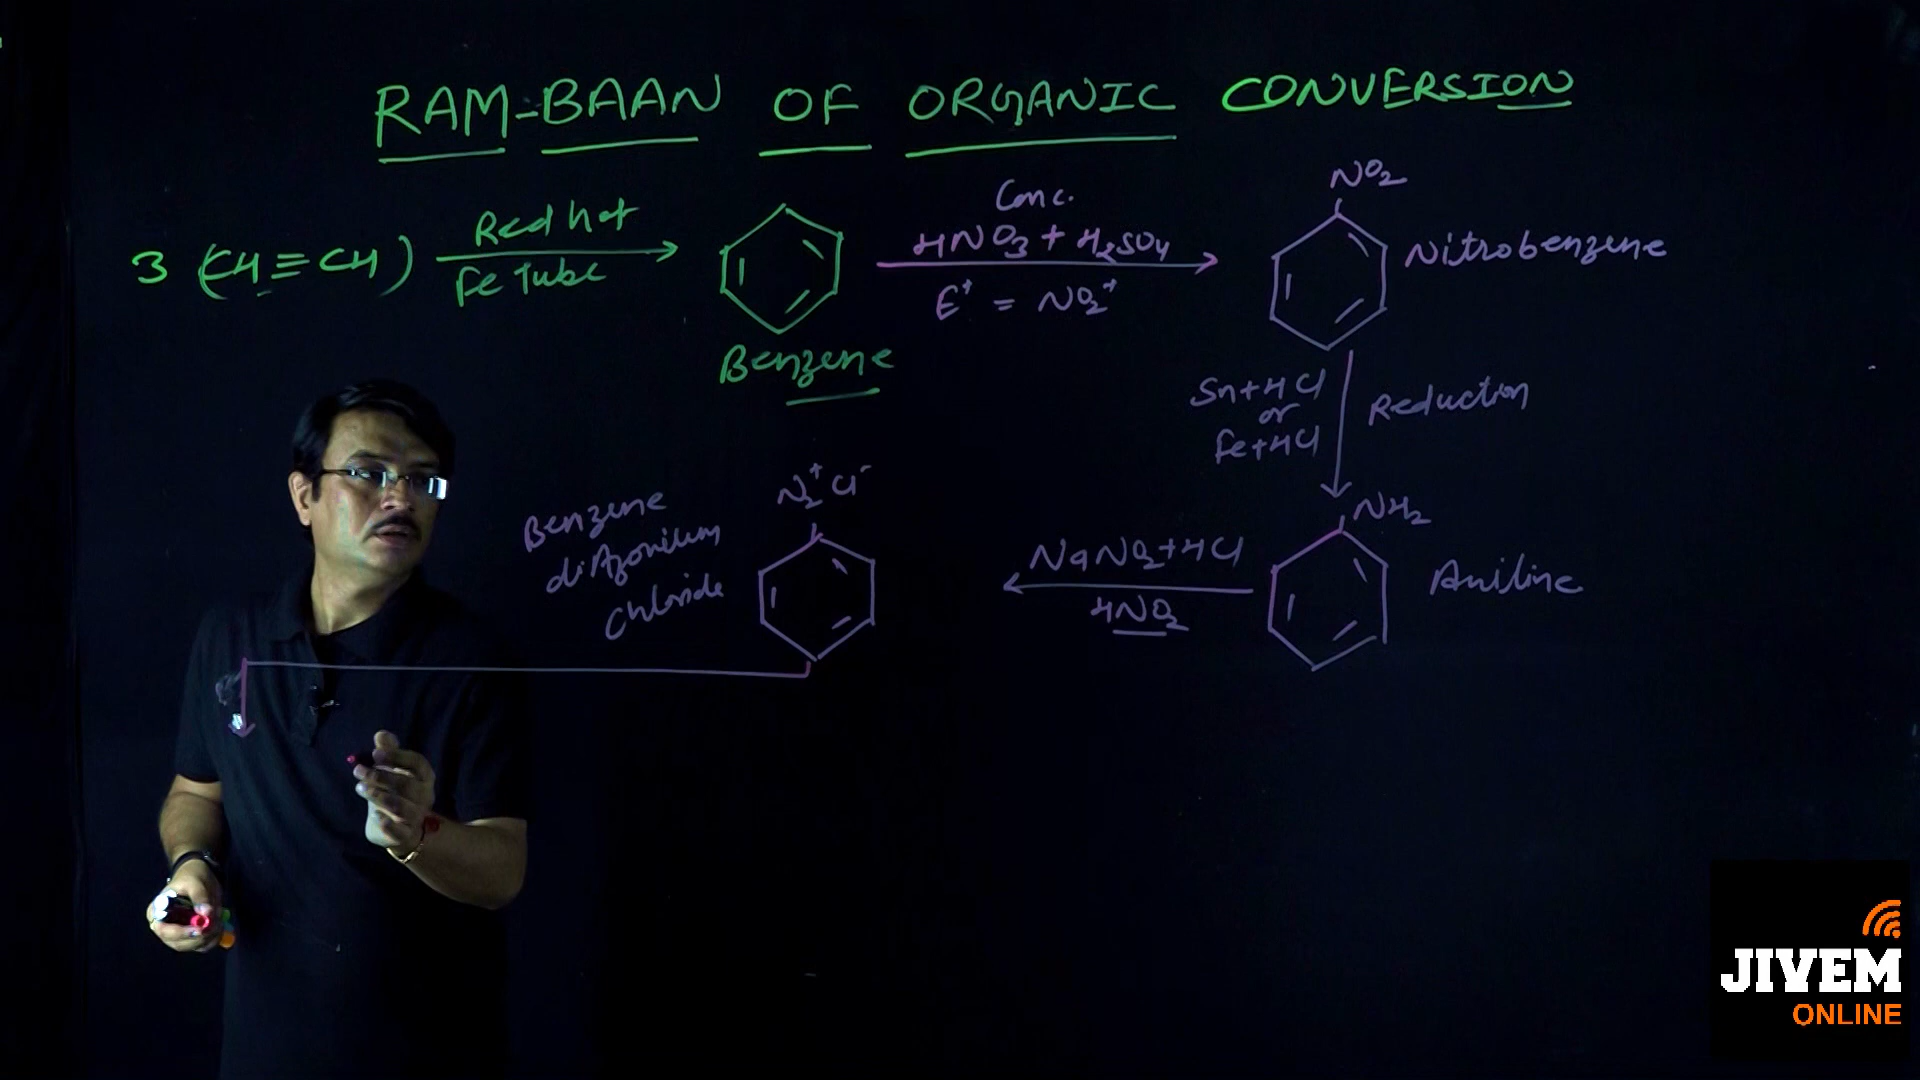 RAM-BAAN OF ORGANIC CONVERSION
3 (CH≡CH)
Red hot
Fe Tube
Benzene
Conc.
HNO3 + H2SO4
E+ = NO2+
NO2
Nitrobenzene
Sn+HCl
or
Fe+HCl
Reduction
NH2
Aniline
NaNO2+HCl
HNO2
N2+Cl-
Benzene
diAzonium
Chloride
JIVEM
ONLINE